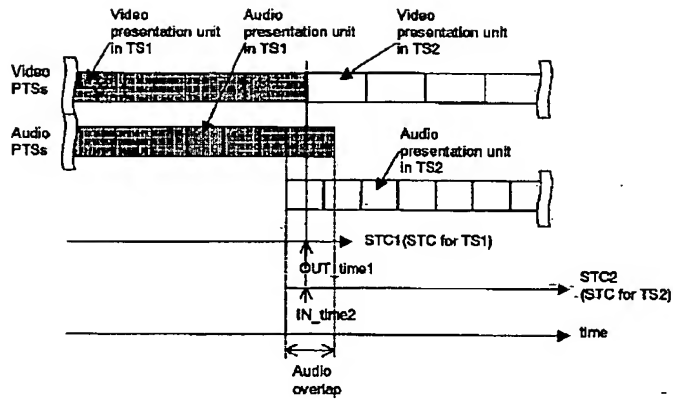 Video
presentation unit
in TS1
Audio
presentation unit
in TS1
Video
presentation unit
in TS2
Video
PTSs
Audio
PTSs
Audio
presentation unit
in TS2
STC1(STC for TS1)
OUT_time1
STC2
(STC for TS2)
IN_time2
time
Audio
overlap